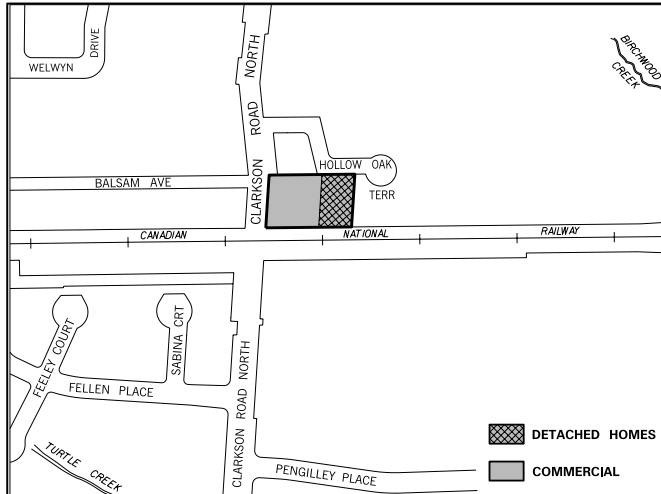 WELWYN
DRIVE
BIRCHWOOD
CREEK
CLARKSON ROAD NORTH
HOLLOW OAK
TERR
BALSAM AVE
CANADIAN NATIONAL RAILWAY
FEELEY COURT
SABINA CRT
FELLEN PLACE
CLARKSON ROAD NORTH
TURTLE CREEK
PENGILLEY PLACE
DETACHED HOMES
COMMERCIAL